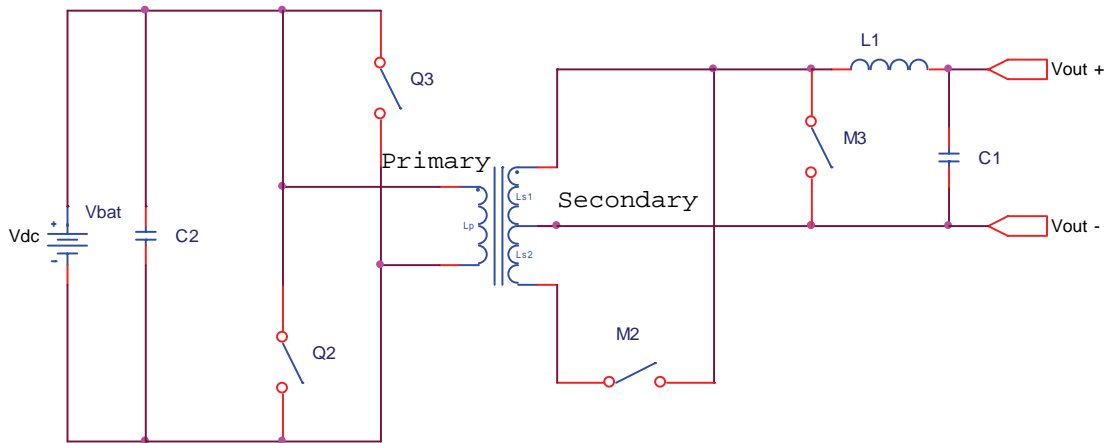 L1
Vout +
Q3
M3
C1
Primary
Secondary
Ls1
Lp
Ls2
Vbat
+
Vdc
-
C2
Vout -
Q2
M2